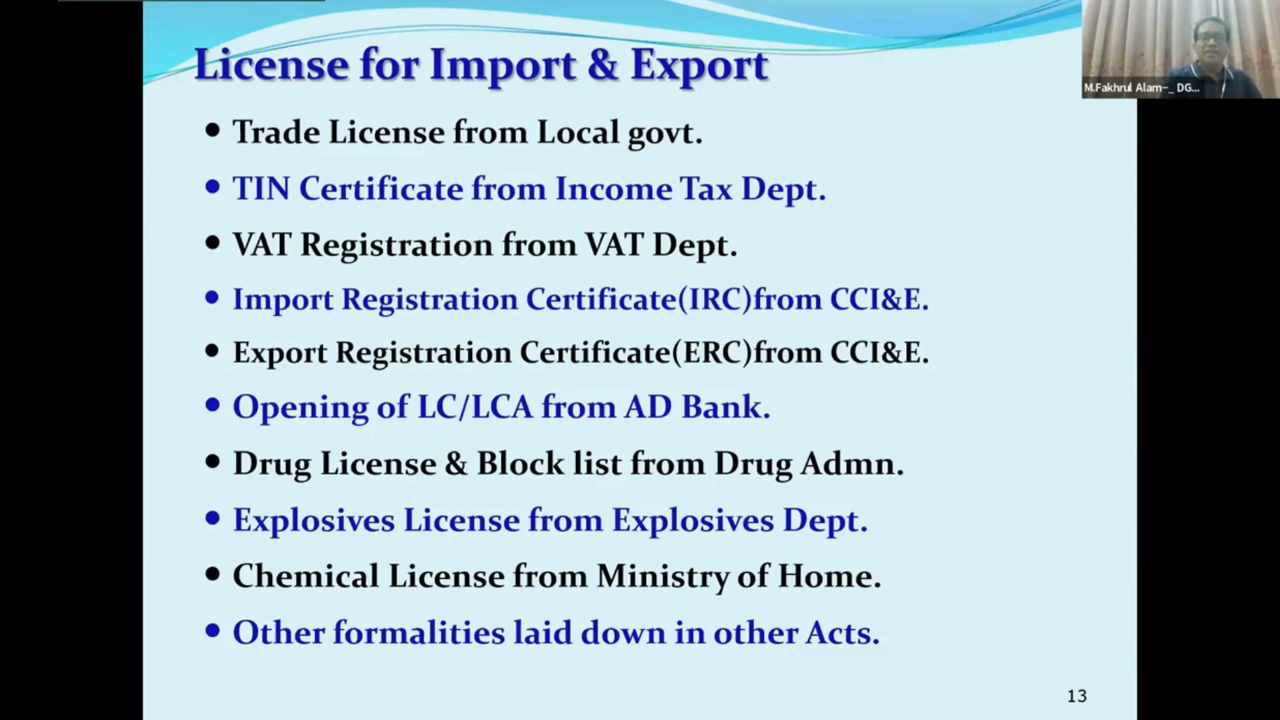 License for Import & Export
M.Fakhrul Alam-_ DG...
• Trade License from Local govt.
• TIN Certificate from Income Tax Dept.
• VAT Registration from VAT Dept.
• Import Registration Certificate(IRC)from CCI&E.
• Export Registration Certificate(ERC)from CCI&E.
• Opening of LC/LCA from AD Bank.
• Drug License & Block list from Drug Admn.
• Explosives License from Explosives Dept.
• Chemical License from Ministry of Home.
• Other formalities laid down in other Acts.
13